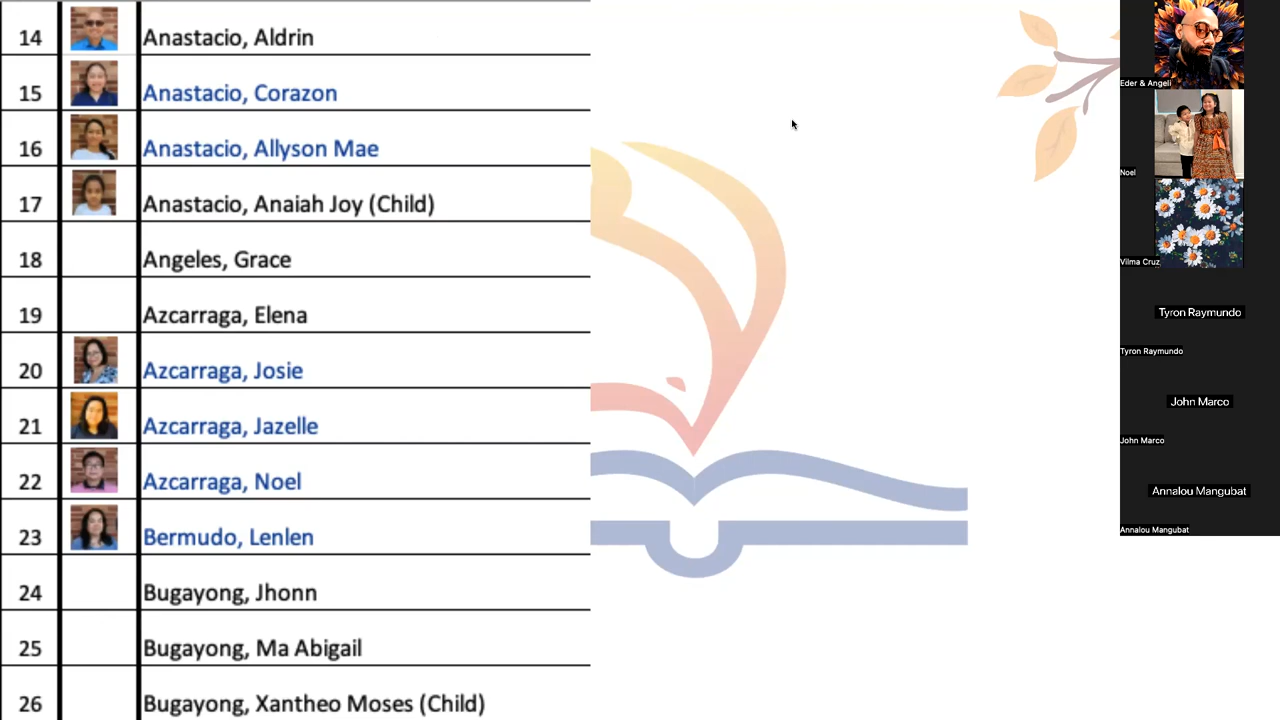 14 Anastacio, Aldrin
15 Anastacio, Corazon
16 Anastacio, Allyson Mae
17 Anastacio, Anaiah Joy (Child)
18 Angeles, Grace
19 Azcarraga, Elena
20 Azcarraga, Josie
21 Azcarraga, Jazelle
22 Azcarraga, Noel
23 Bermudo, Lenlen
24 Bugayong, Jhonn
25 Bugayong, Ma Abigail
26 Bugayong, Xantheo Moses (Child)
Eder & Angeli
Noel
Vilma Cruz
Tyron Raymundo
Tyron Raymundo
John Marco
John Marco
Annalou Mangubat
Annalou Mangubat